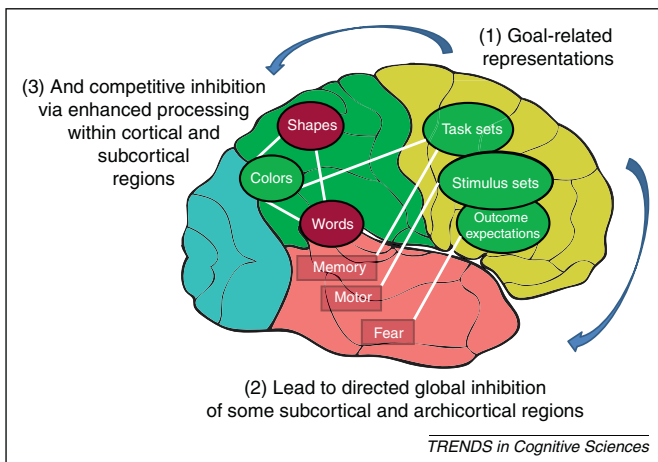 (1) Goal-related
representations
(3) And competitive inhibition
via enhanced processing
within cortical and
subcortical
regions
Shapes
Task sets
Colors
Stimulus sets
Words
Outcome
expectations
Memory
Motor
Fear
(2) Lead to directed global inhibition
of some subcortical and archicortical regions
TRENDS in Cognitive Sciences